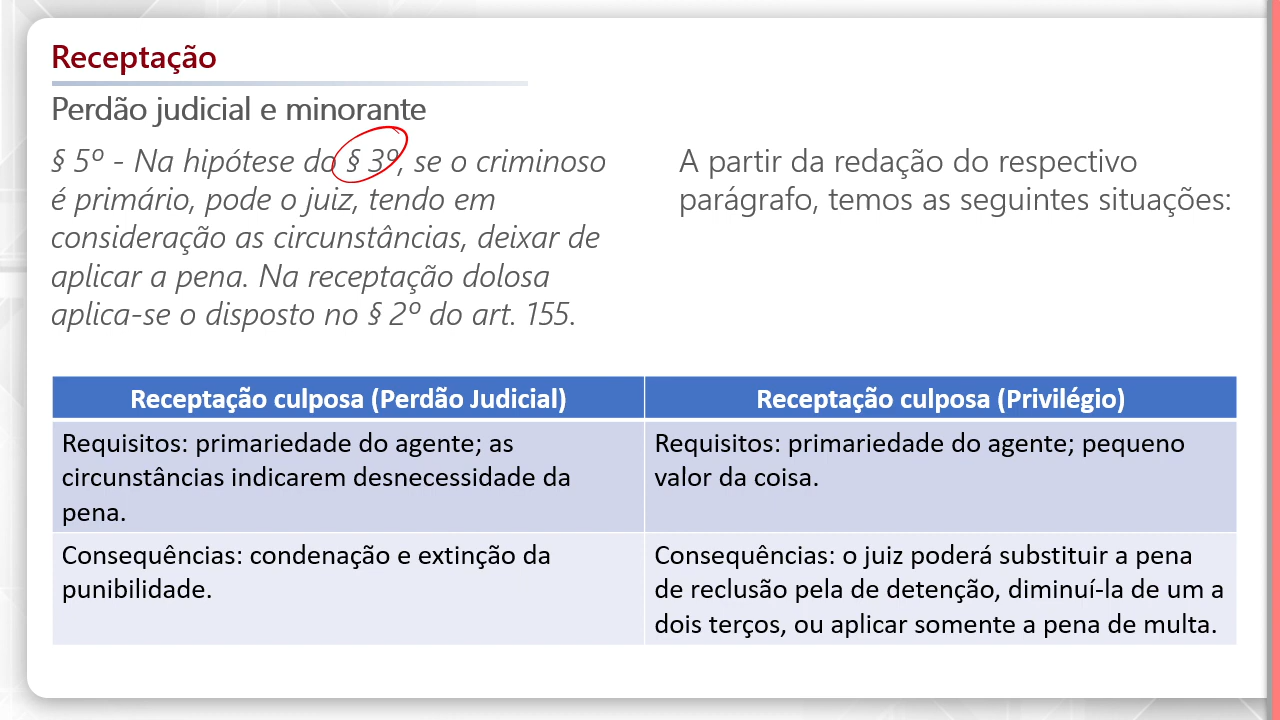 Receptação
Perdão judicial e minorante
§ 5º - Na hipótese do § 3º, se o criminoso
é primário, pode o juiz, tendo em
consideração as circunstâncias, deixar de
aplicar a pena. Na receptação dolosa
aplica-se o disposto no § 2º do art. 155.
A partir da redação do respectivo
parágrafo, temos as seguintes situações:
Receptação culposa (Perdão Judicial)
Receptação culposa (Privilégio)
Requisitos: primariedade do agente; as
circunstâncias indicarem desnecessidade da
pena.
Requisitos: primariedade do agente; pequeno
valor da coisa.
Consequências: condenação e extinção da
punibilidade.
Consequências: o juiz poderá substituir a pena
de reclusão pela de detenção, diminuí-la de um a
dois terços, ou aplicar somente a pena de multa.